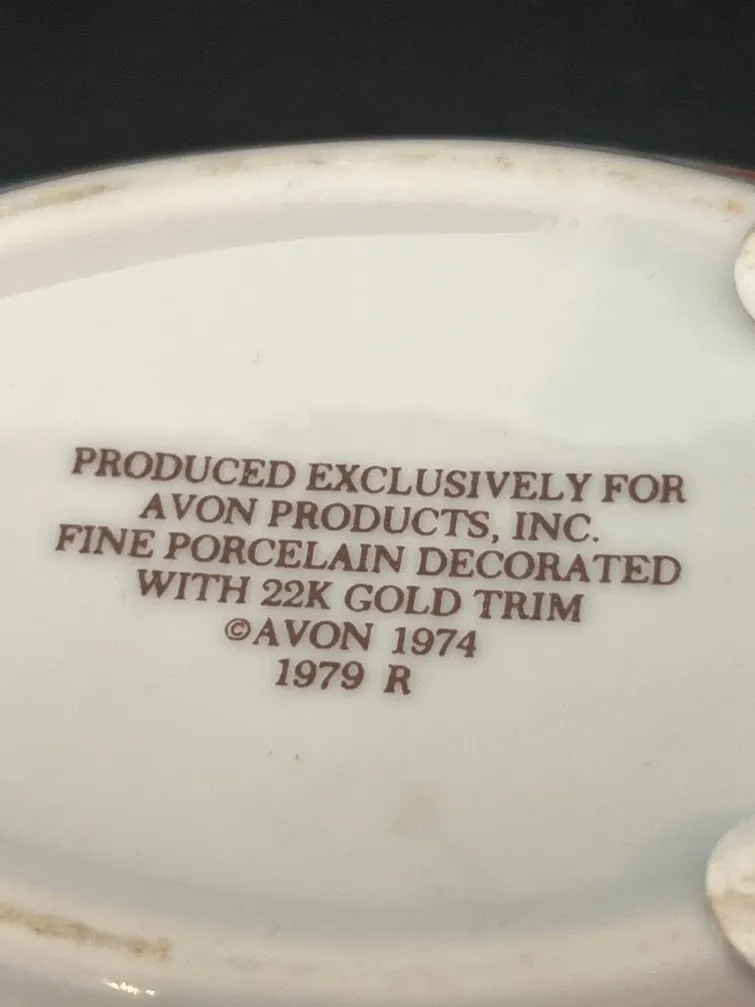 PRODUCED EXCLUSIVELY FOR
AVON PRODUCTS, INC.
FINE PORCELAIN DECORATED
WITH 22K GOLD TRIM
©AVON 1974
1979 R